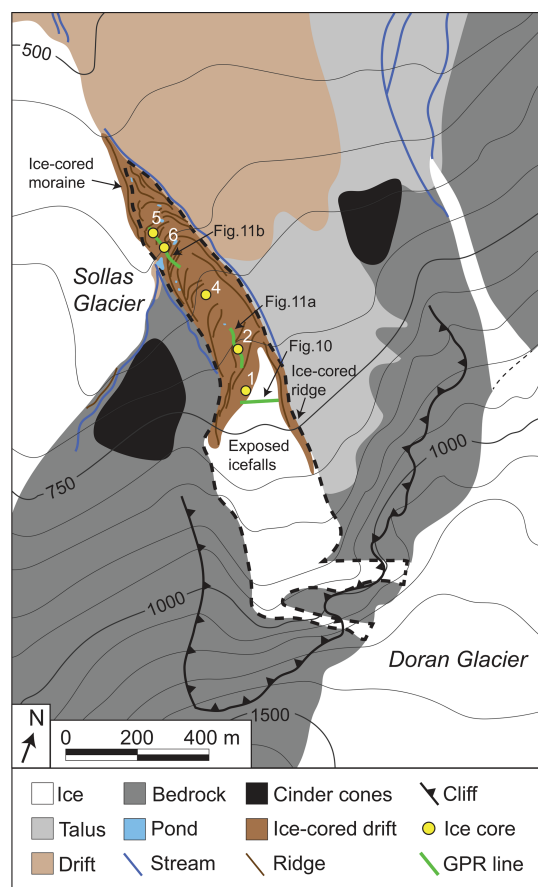 500
Ice-cored
moraine
5
6
Fig.11b
Sollas
Glacier
4
Fig.11a
2
Fig.10
Ice-cored
ridge
1
Exposed
icefalls
1000
750
1000
Doran Glacier
N
1500
0 200 400 m
Ice Bedrock Cinder cones Cliff
Talus Pond Ice-cored drift Ice core
Drift Stream Ridge GPR line